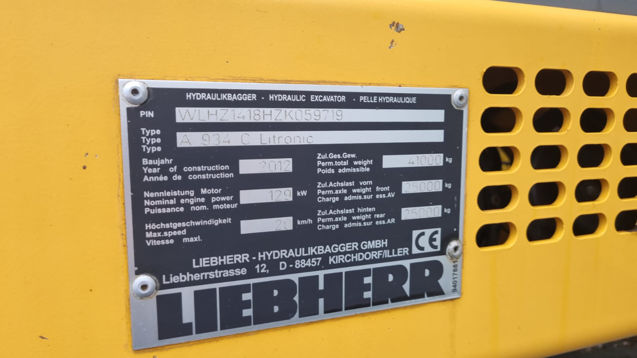 HYDRAULIKBAGGER - HYDRAULIC EXCAVATOR - PELLE HYDRAULIQUE
PIN WLHZ1418HZK059719
Type
Type A 934 C Litronic
Type
Baujahr
Year of construction 2012
Année de construction
Zul.Ges.Gew.
Perm.total weight 41000 kg
Poids admissible
Nennleistung Motor
Nominal engine power 129 kW
Puissance nom. moteur
Zul.Achslast vorn
Perm.axle weight front 25000 kg
Charge admis.sur ess.AV
Höchstgeschwindigkeit
Max.speed km/h
Vitesse maxl.
Zul.Achslast hinten
Perm.axle weight rear 25000 kg
Charge admis.sur ess.AR
LIEBHERR - HYDRAULIKBAGGER GMBH
Liebherrstrasse 12, D - 88457 KIRCHDORF/ILLER
CE
LIEBHERR